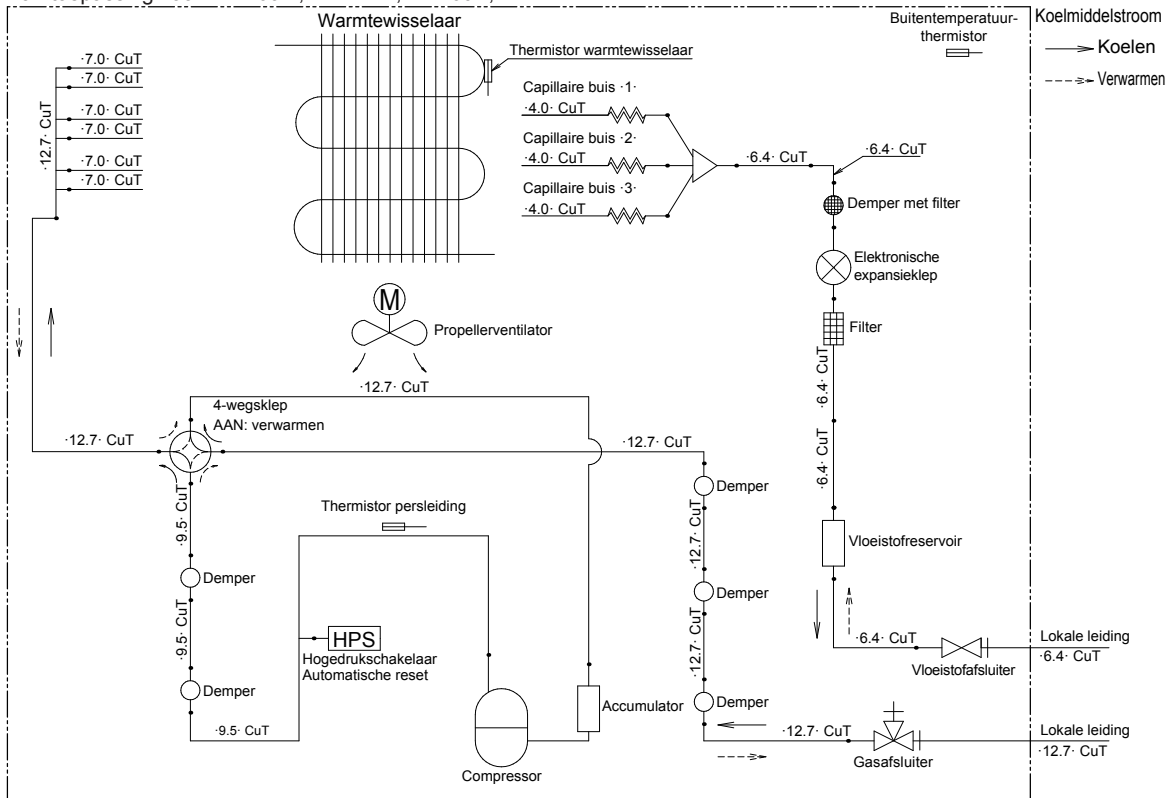 Warmtewisselaar
Buitentemperatuur-
thermistor
Koelmiddelstroom
Koelen
Verwarmen
Thermistor warmtewisselaar
·7.0· CuT
·7.0· CuT
·7.0· CuT
·7.0· CuT
·7.0· CuT
·7.0· CuT
·12.7· CuT
Capillaire buis ·1·
·4.0· CuT
Capillaire buis ·2·
·4.0· CuT
Capillaire buis ·3·
·4.0· CuT
·6.4· CuT
·6.4· CuT
Demper met filter
Elektronische
expansieklep
Filter
·6.4· CuT
·6.4· CuT
M
Propellerventilator
·12.7· CuT
4-wegsklep
AAN: verwarmen
·12.7· CuT
·12.7· CuT
·9.5· CuT
Demper
·9.5· CuT
Demper
·9.5· CuT
Thermistor persleiding
HPS
Hogedrukschakelaar
Automatische reset
Compressor
Accumulator
Demper
·12.7· CuT
Demper
·12.7· CuT
Demper
Vloeistofreservoir
·6.4· CuT
Vloeistofafsluiter
Lokale leiding
·6.4· CuT
·12.7· CuT
Gasafsluiter
Lokale leiding
·12.7· CuT